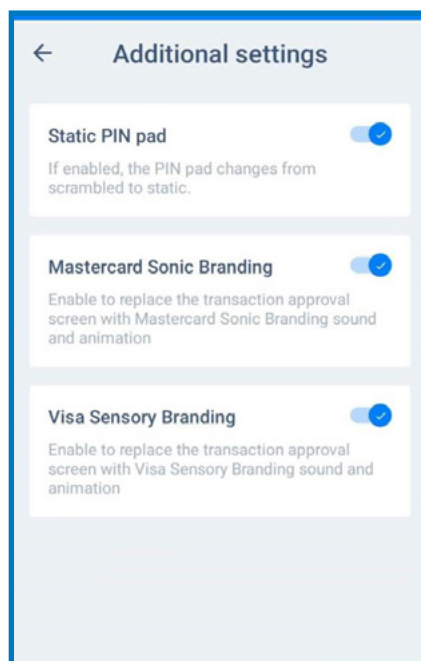 Additional settings
Static PIN pad
If enabled, the PIN pad changes from
scrambled to static.
Mastercard Sonic Branding
Enable to replace the transaction approval
screen with Mastercard Sonic Branding sound
and animation
Visa Sensory Branding
Enable to replace the transaction approval
screen with Visa Sensory Branding sound and
animation